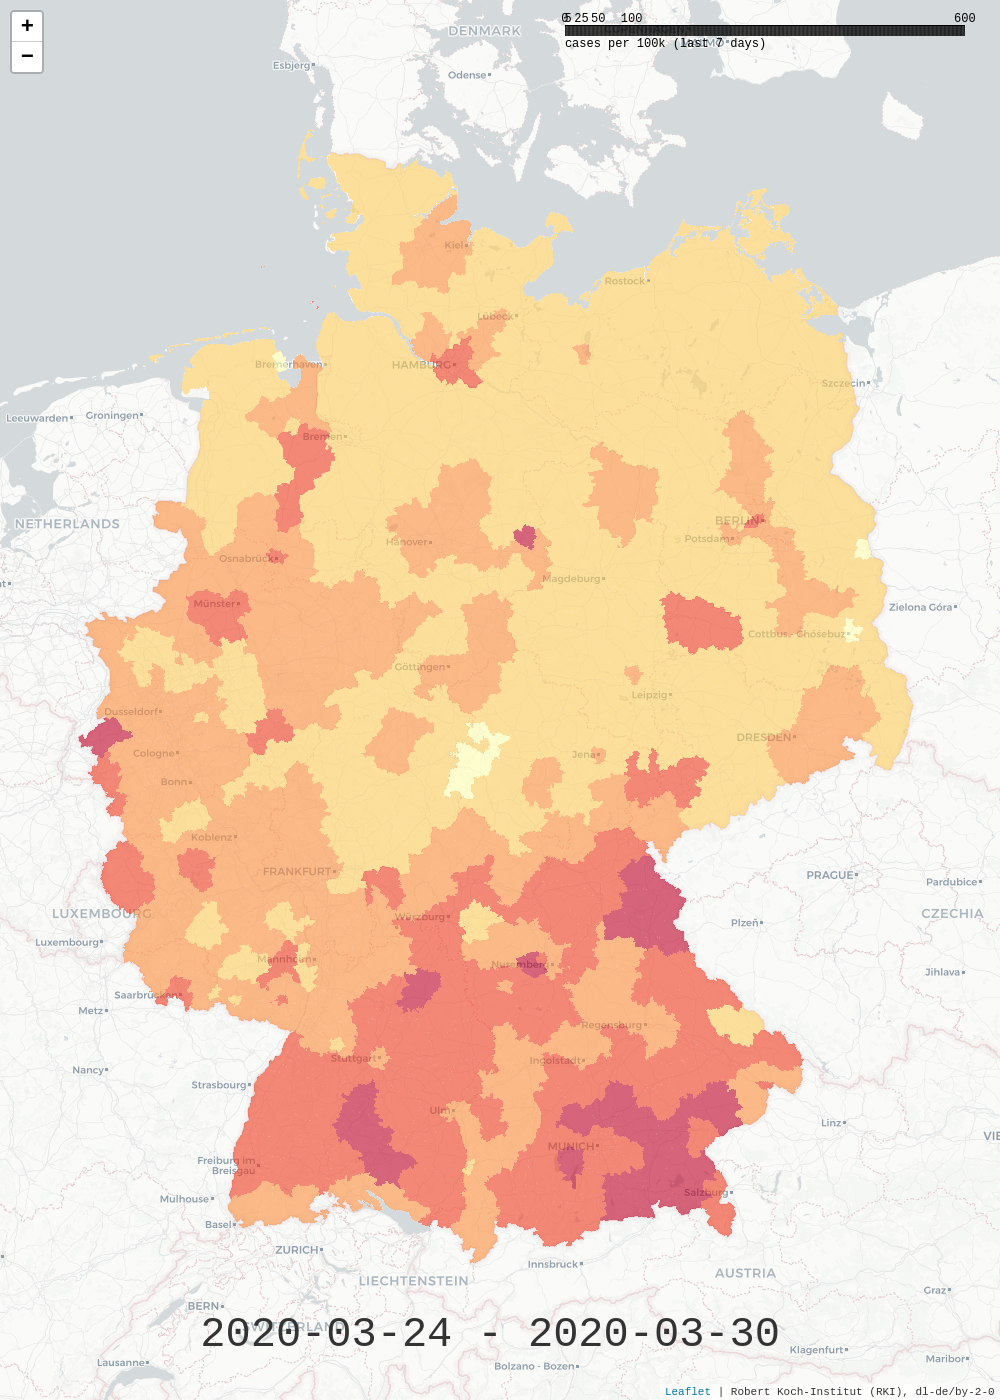 +
−
0 5 25 50 100 600
cases per 100k (last 7 days)
DENMARK
Esbjerg
Odense
Kiel
Rostock
Lübeck
HAMBURG
Bremerhaven
Szczecin
Leeuwarden
Groningen
Bremen
NETHERLANDS
BERLIN
Hanover
Potsdam
Osnabrück
Magdeburg
Münster
Zielona Góra
Cottbus - Chóśebuz
Göttingen
Leipzig
Dusseldorf
DRESDEN
Cologne
Jena
Bonn
Koblenz
FRANKFURT
PRAGUE
Pardubice
LUXEMBOURG
Würzburg
Plzeň
CZECHIA
Luxembourg
Mannheim
Nuremberg
Jihlava
Saarbrücken
Metz
Regensburg
Stuttgart
Ingolstadt
Nancy
Strasbourg
Ulm
Linz
VIE
MUNICH
Freiburg im
Breisgau
Mulhouse
Salzburg
Basel
ZURICH
Innsbruck
LIECHTENSTEIN
AUSTRIA
Graz
BERN
SWITZERLAND
2020-03-24 - 2020-03-30
Klagenfurt
Lausanne
Bolzano - Bozen
Maribor
Leaflet | Robert Koch-Institut (RKI), dl-de/by-2-0